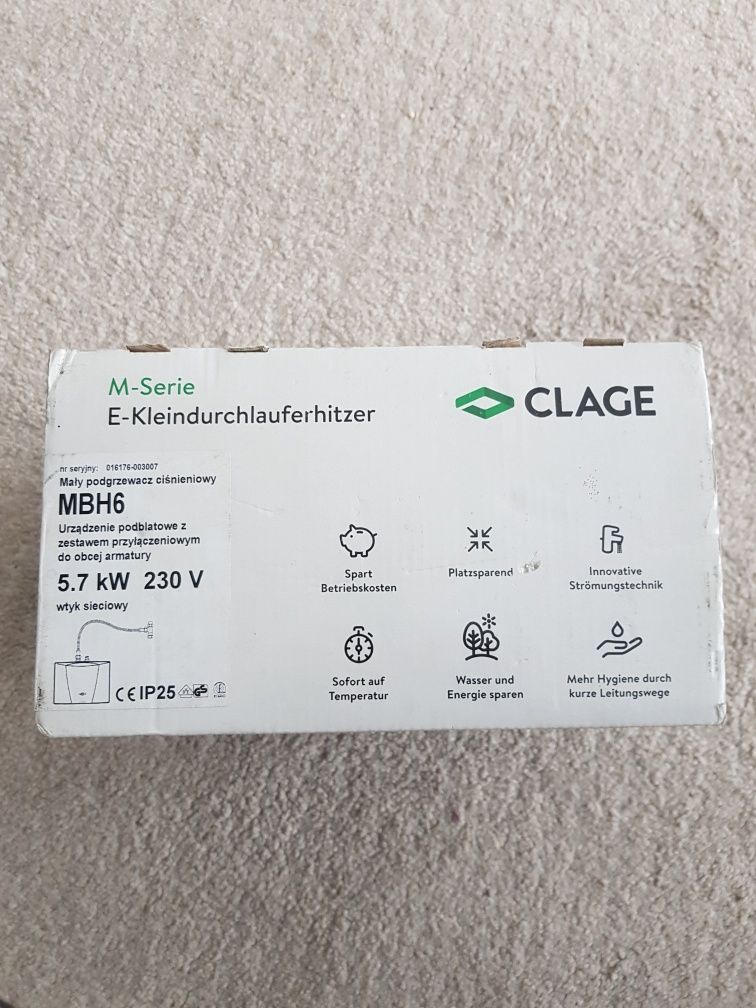 M-Serie
E-Kleindurchlauferhitzer
CLAGE
nr seryjny: 016176-003007
Mały podgrzewacz ciśnieniowy
MBH6
Urządzenie podblatowe z
zestawem przyłączeniowym
do obcej armatury
5.7 kW 230 V
wtyk sieciowy
CE IP25
Spart
Betriebskosten
Platzsparend
Innovative
Strömungstechnik
Sofort auf
Temperatur
Wasser und
Energie sparen
Mehr Hygiene durch
kurze Leitungswege